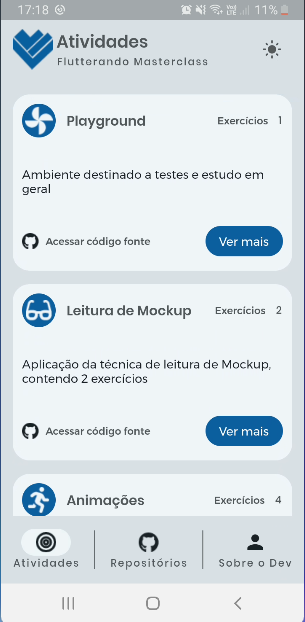 17:18 11%
Atividades
Flutterando Masterclass
Playground Exercícios 1
Ambiente destinado a testes e estudo em
geral
Acessar código fonte Ver mais
Leitura de Mockup Exercícios 2
Aplicação da técnica de leitura de Mockup,
contendo 2 exercícios
Acessar código fonte Ver mais
Animações Exercícios 4
Atividades Repositórios Sobre o Dev